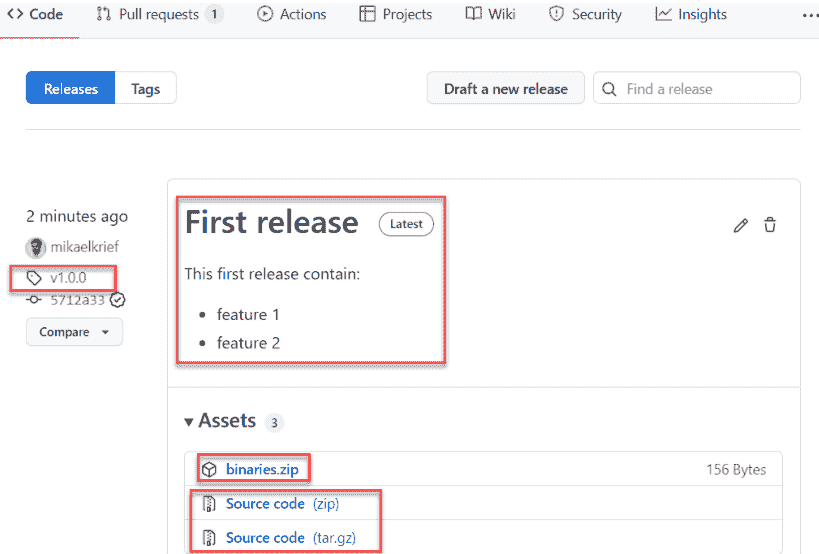 <> Code Pull requests 1 Actions Projects Wiki Security Insights ...
Releases Tags Draft a new release Find a release
2 minutes ago
mikaelkrief
v1.0.0
5712a33
Compare
First release Latest
This first release contain:
• feature 1
• feature 2
Assets 3
binaries.zip 156 Bytes
Source code (zip)
Source code (tar.gz)